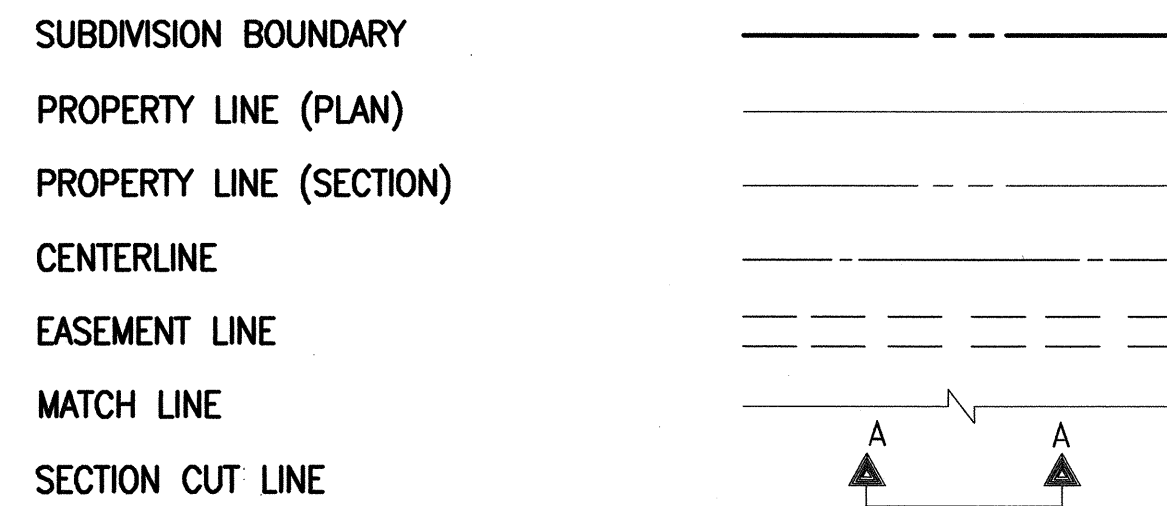 SUBDIVISION BOUNDARY
PROPERTY LINE (PLAN)
PROPERTY LINE (SECTION)
CENTERLINE
EASEMENT LINE
MATCH LINE
A A
SECTION CUT LINE